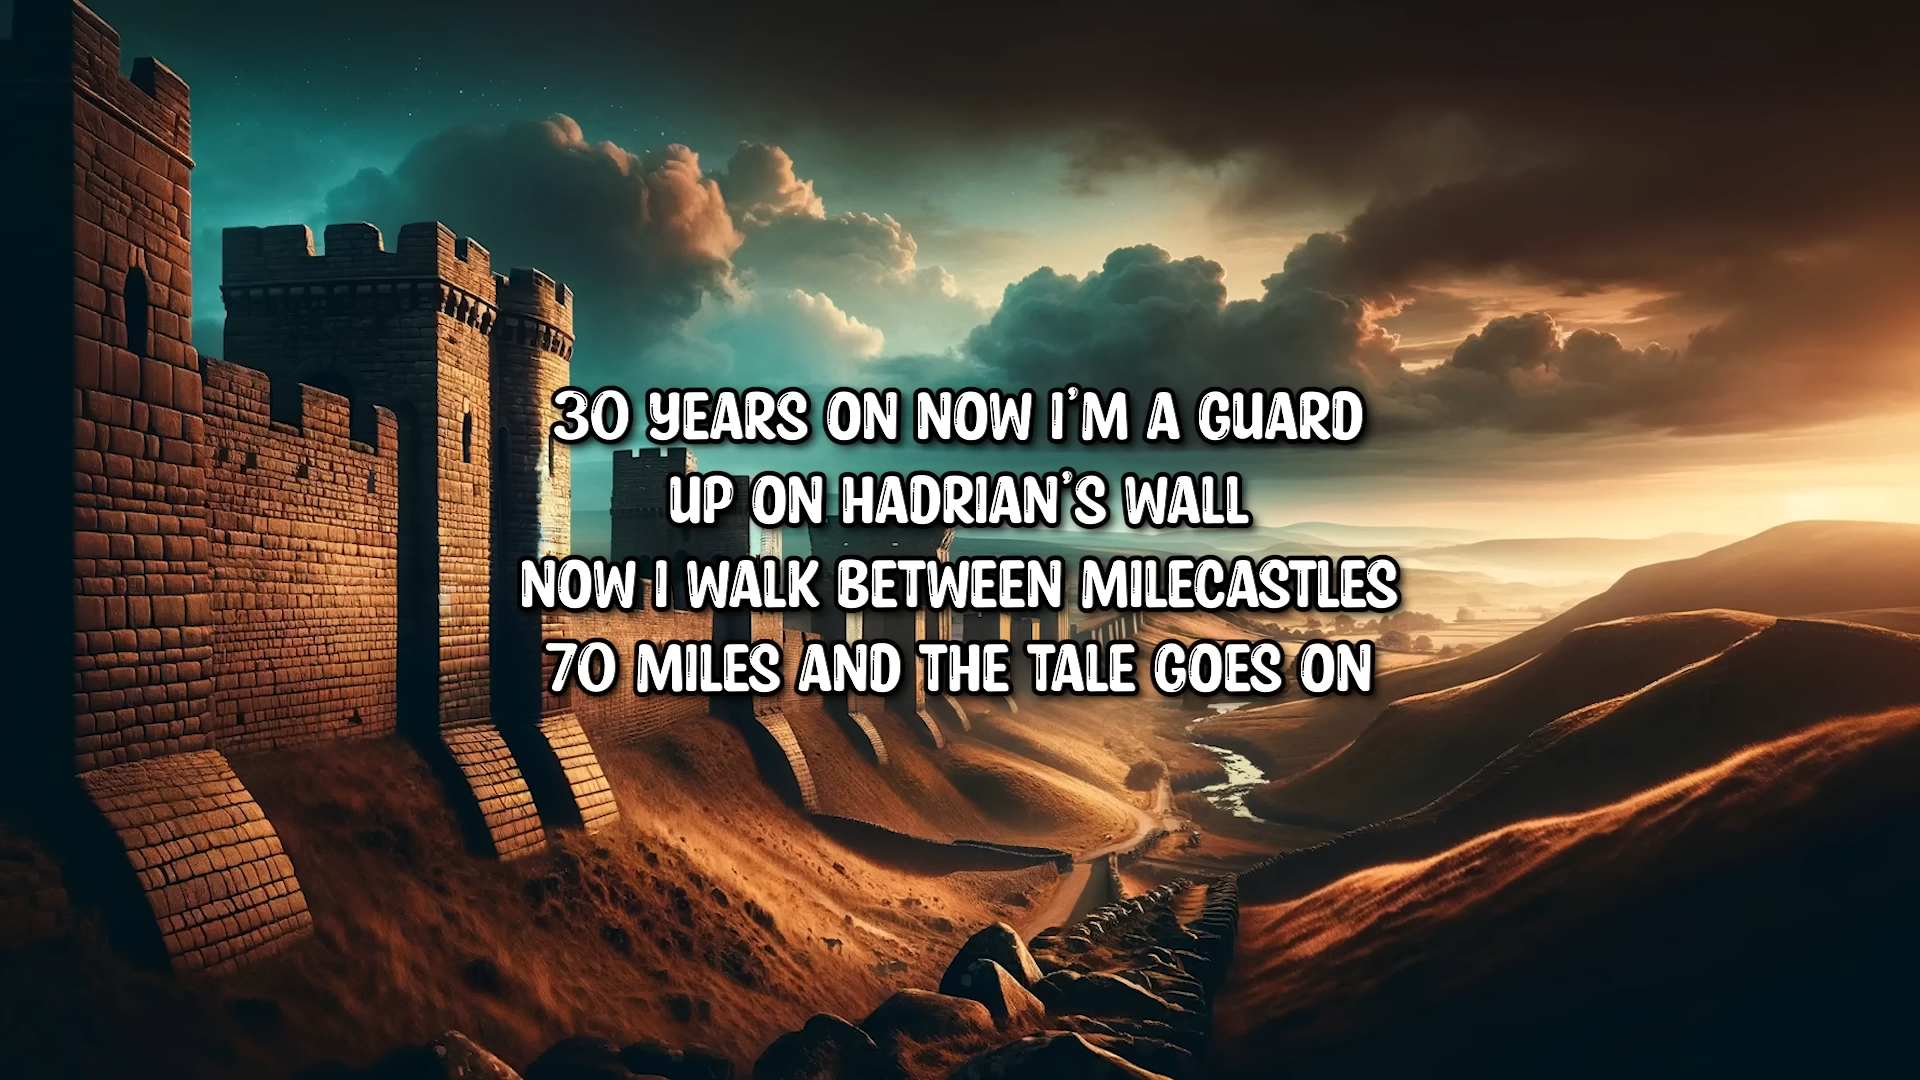 30 YEARS ON NOW I'M A GUARD
UP ON HADRIAN'S WALL
NOW I WALK BETWEEN MILECASTLES
70 MILES AND THE TALE GOES ON